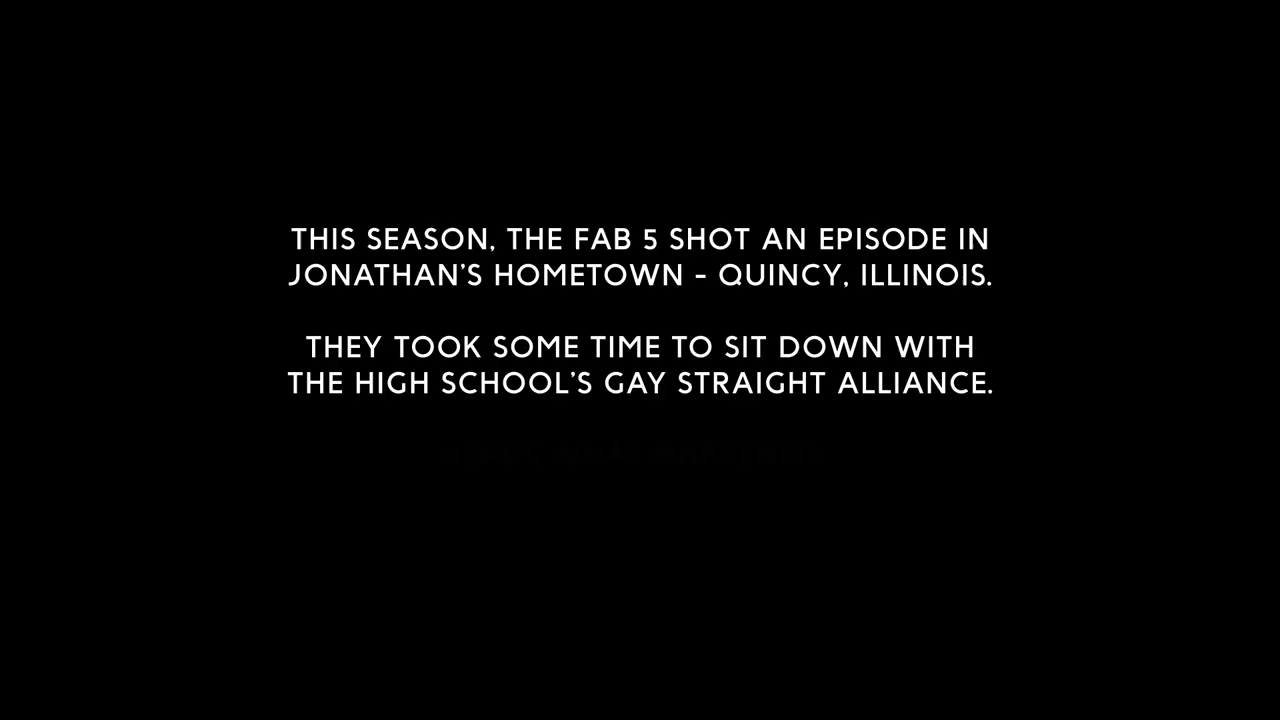 THIS SEASON, THE FAB 5 SHOT AN EPISODE IN
JONATHAN'S HOMETOWN - QUINCY, ILLINOIS.
THEY TOOK SOME TIME TO SIT DOWN WITH
THE HIGH SCHOOL'S GAY STRAIGHT ALLIANCE.